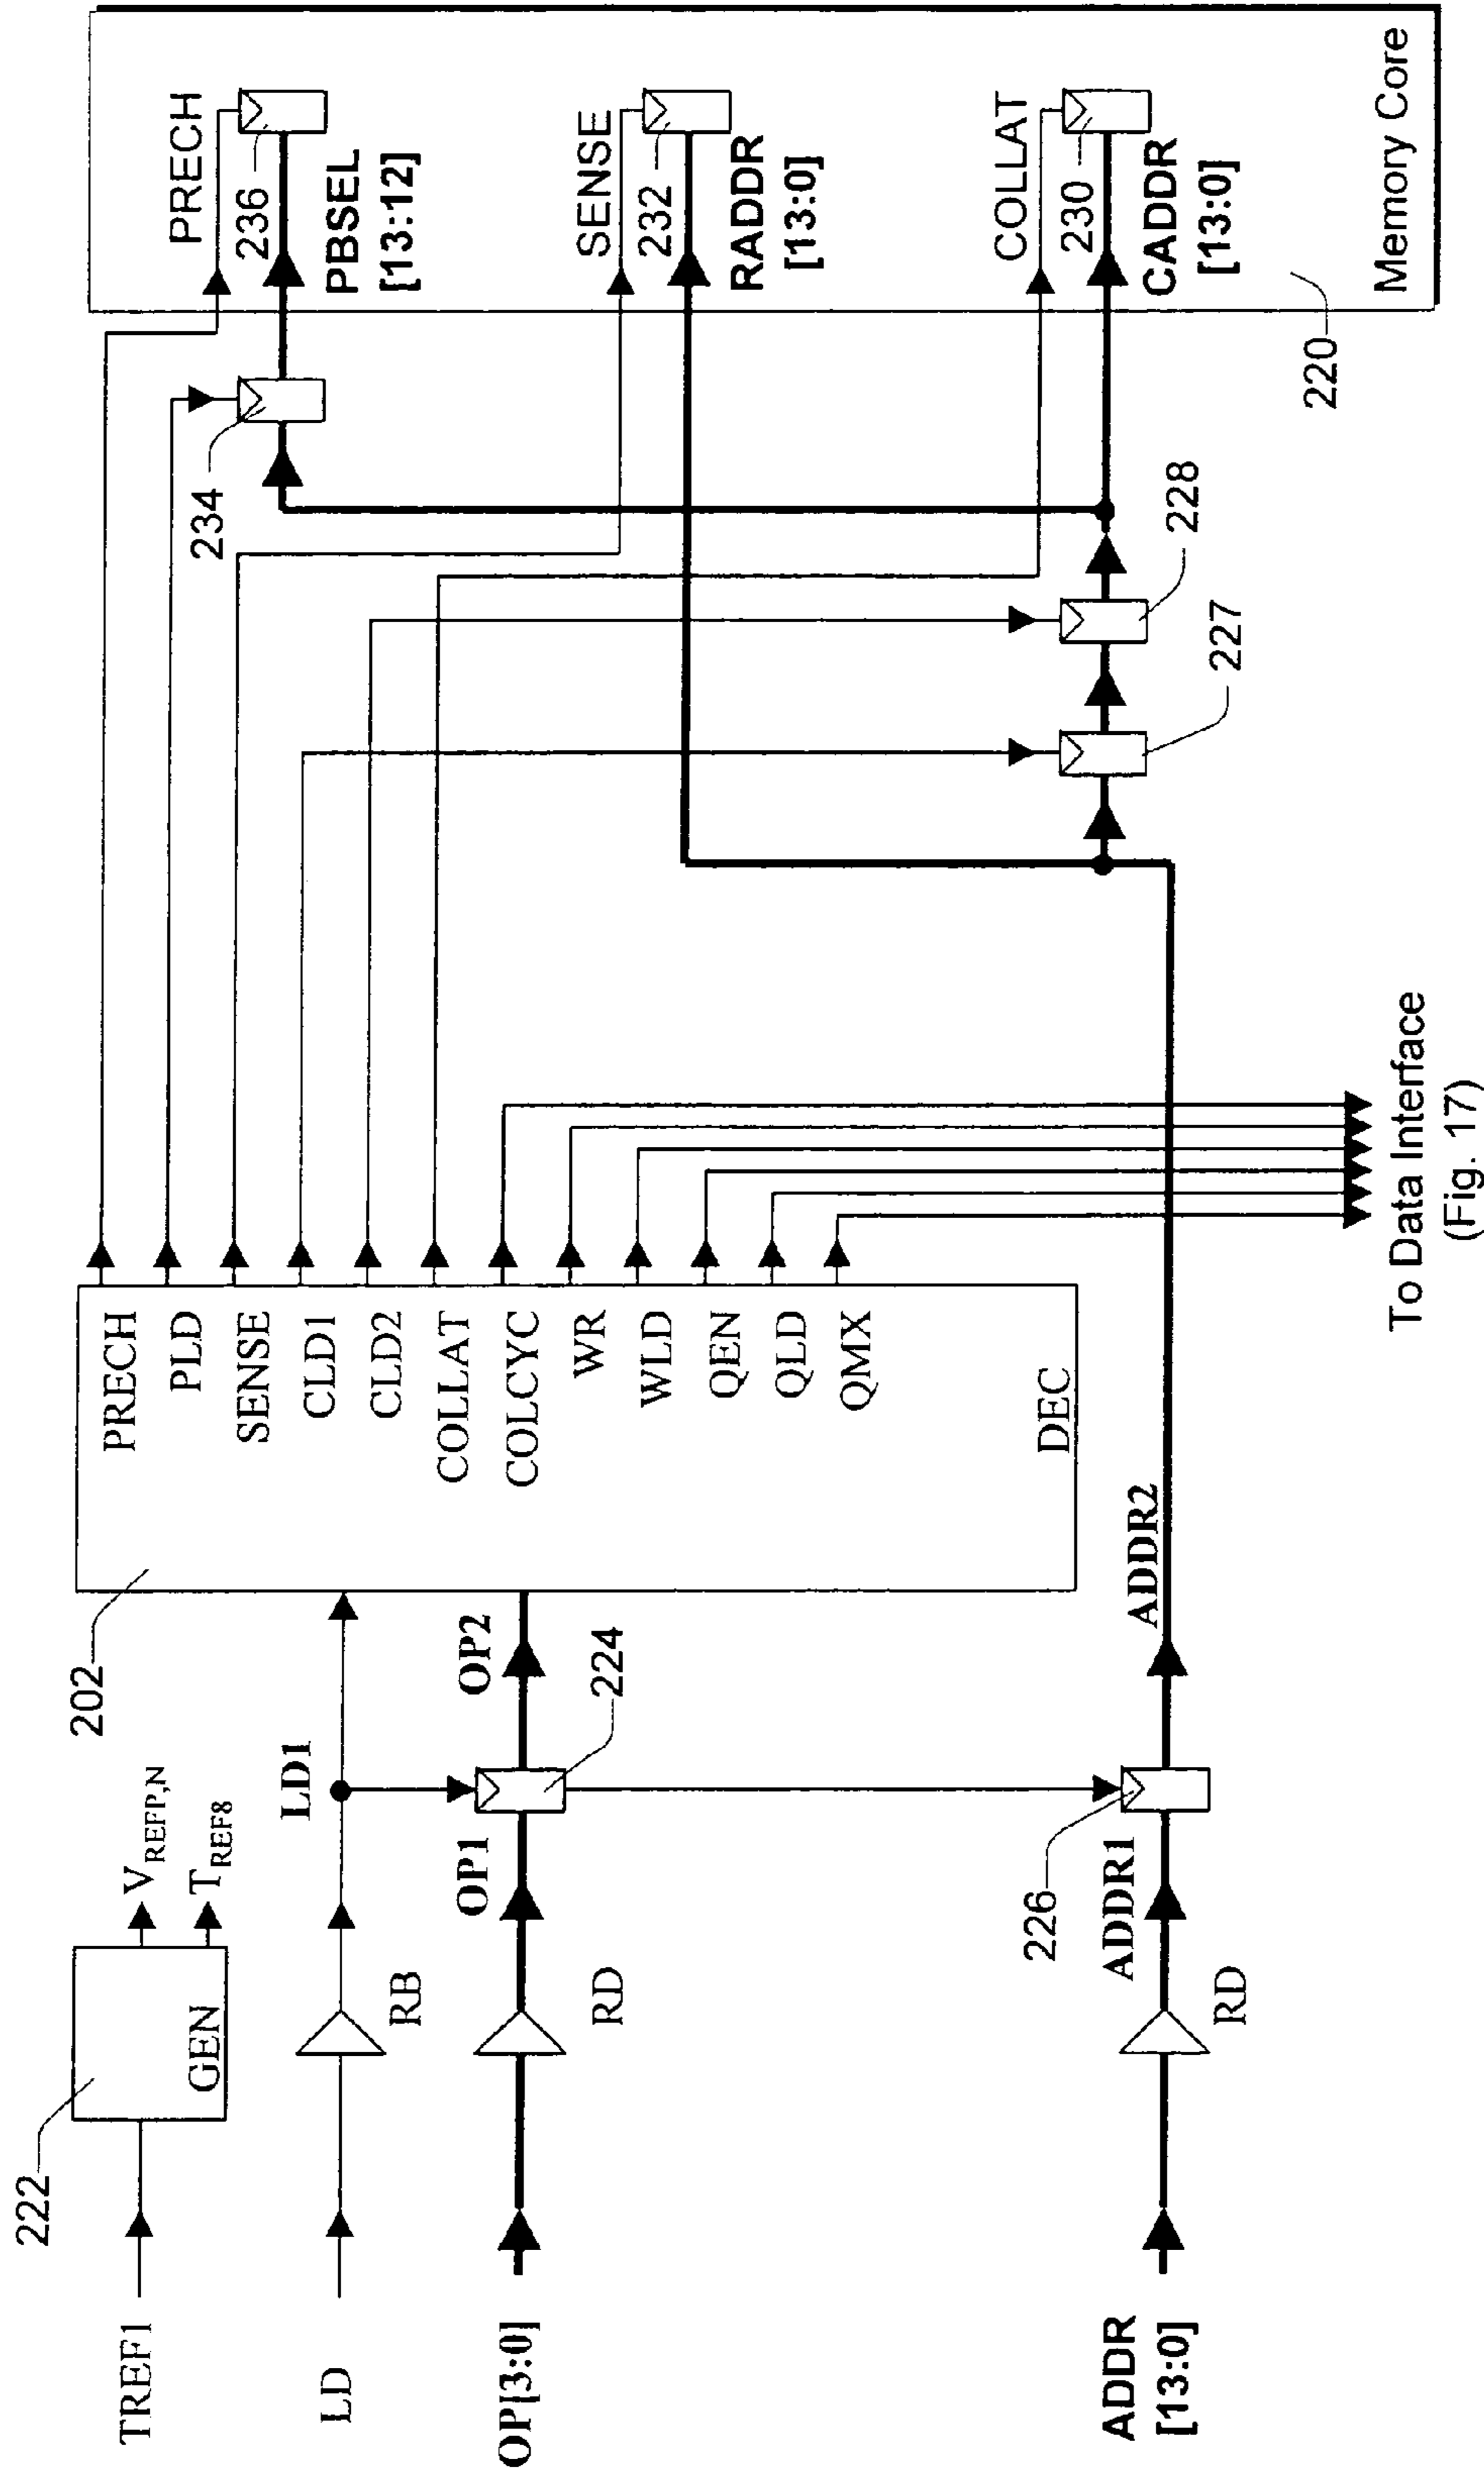 222
TREF1
GEN
V REFP,N
T REF8
LD
RB
LD1
OP[3:0]
RD
OP1
224
OP2
ADDR
[13:0]
RD
ADDR1
226
ADDR2
202
PRECH
PLD
SENSE
CLD1
CLD2
COLLAT
COLCYC
WR
WLD
QEN
QLD
QMX
DEC
To Data Interface
(Fig. 17)
227
228
234
PRECH
236
PBSEL
[13:12]
SENSE
232
RADDR
[13:0]
COLLAT
230
CADDR
[13:0]
220
Memory Core